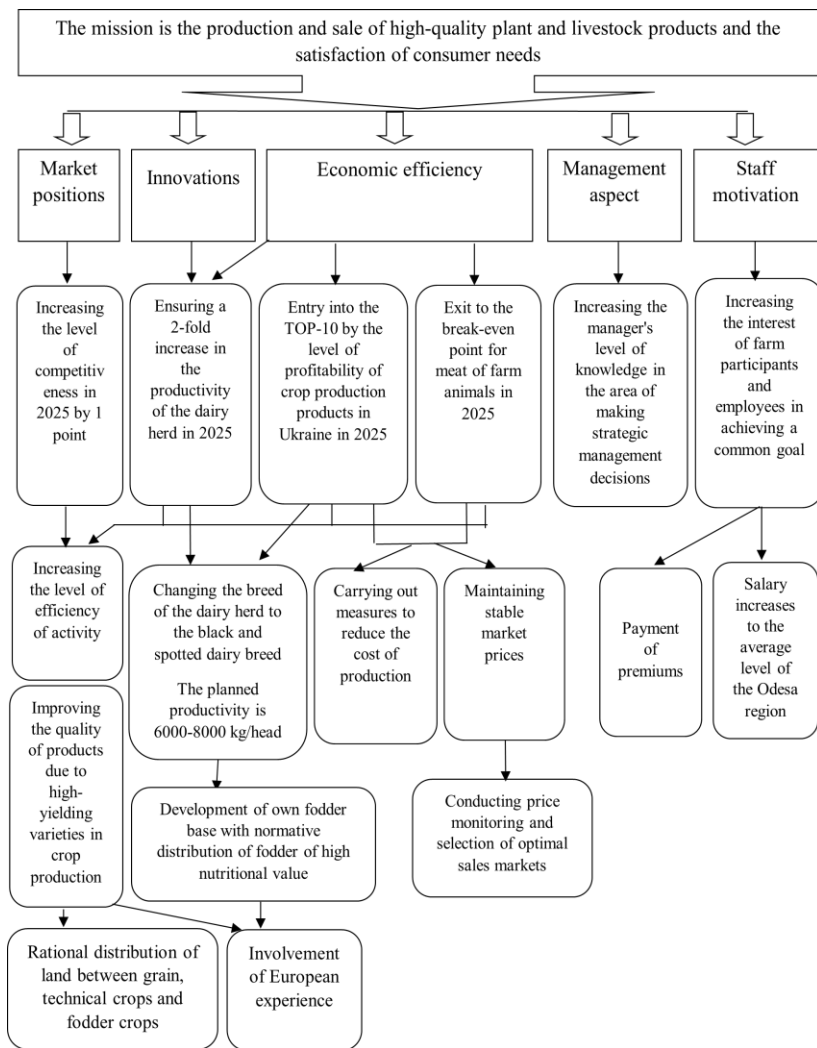 The mission is the production and sale of high-quality plant and livestock products and the
satisfaction of consumer needs
Market
positions
Innovations
Economic efficiency
Management
aspect
Staff
motivation
Increasing
the level
of
competitiv
eness in
2025 by 1
point
Ensuring a
2-fold
increase in
the
productivity
of the dairy
herd in 2025
Entry into the
TOP-10 by the
level of
profitability of
crop production
products in
Ukraine in 2025
Exit to the
break-even
point for
meat of farm
animals in
2025
Increasing the
manager's
level of
knowledge in
the area of
making
strategic
management
decisions
Increasing
the interest
of farm
participants
and
employees in
achieving a
common goal
Increasing
the level of
efficiency
of activity
Changing the breed
of the dairy herd to
the black and
spotted dairy breed
The planned
productivity is
6000-8000 kg/head
Carrying out
measures to
reduce the
cost of
production
Maintaining
stable
market
prices
Payment
of
premiums
Salary
increases to
the average
level of
the Odesa
region
Improving
the quality
of products
due to
high-
yielding
varieties in
crop
production
Development of own fodder
base with normative
distribution of fodder of high
nutritional value
Conducting price
monitoring and
selection of optimal
sales markets
Rational distribution of
land between grain,
technical crops and
fodder crops
Involvement
of European
experience